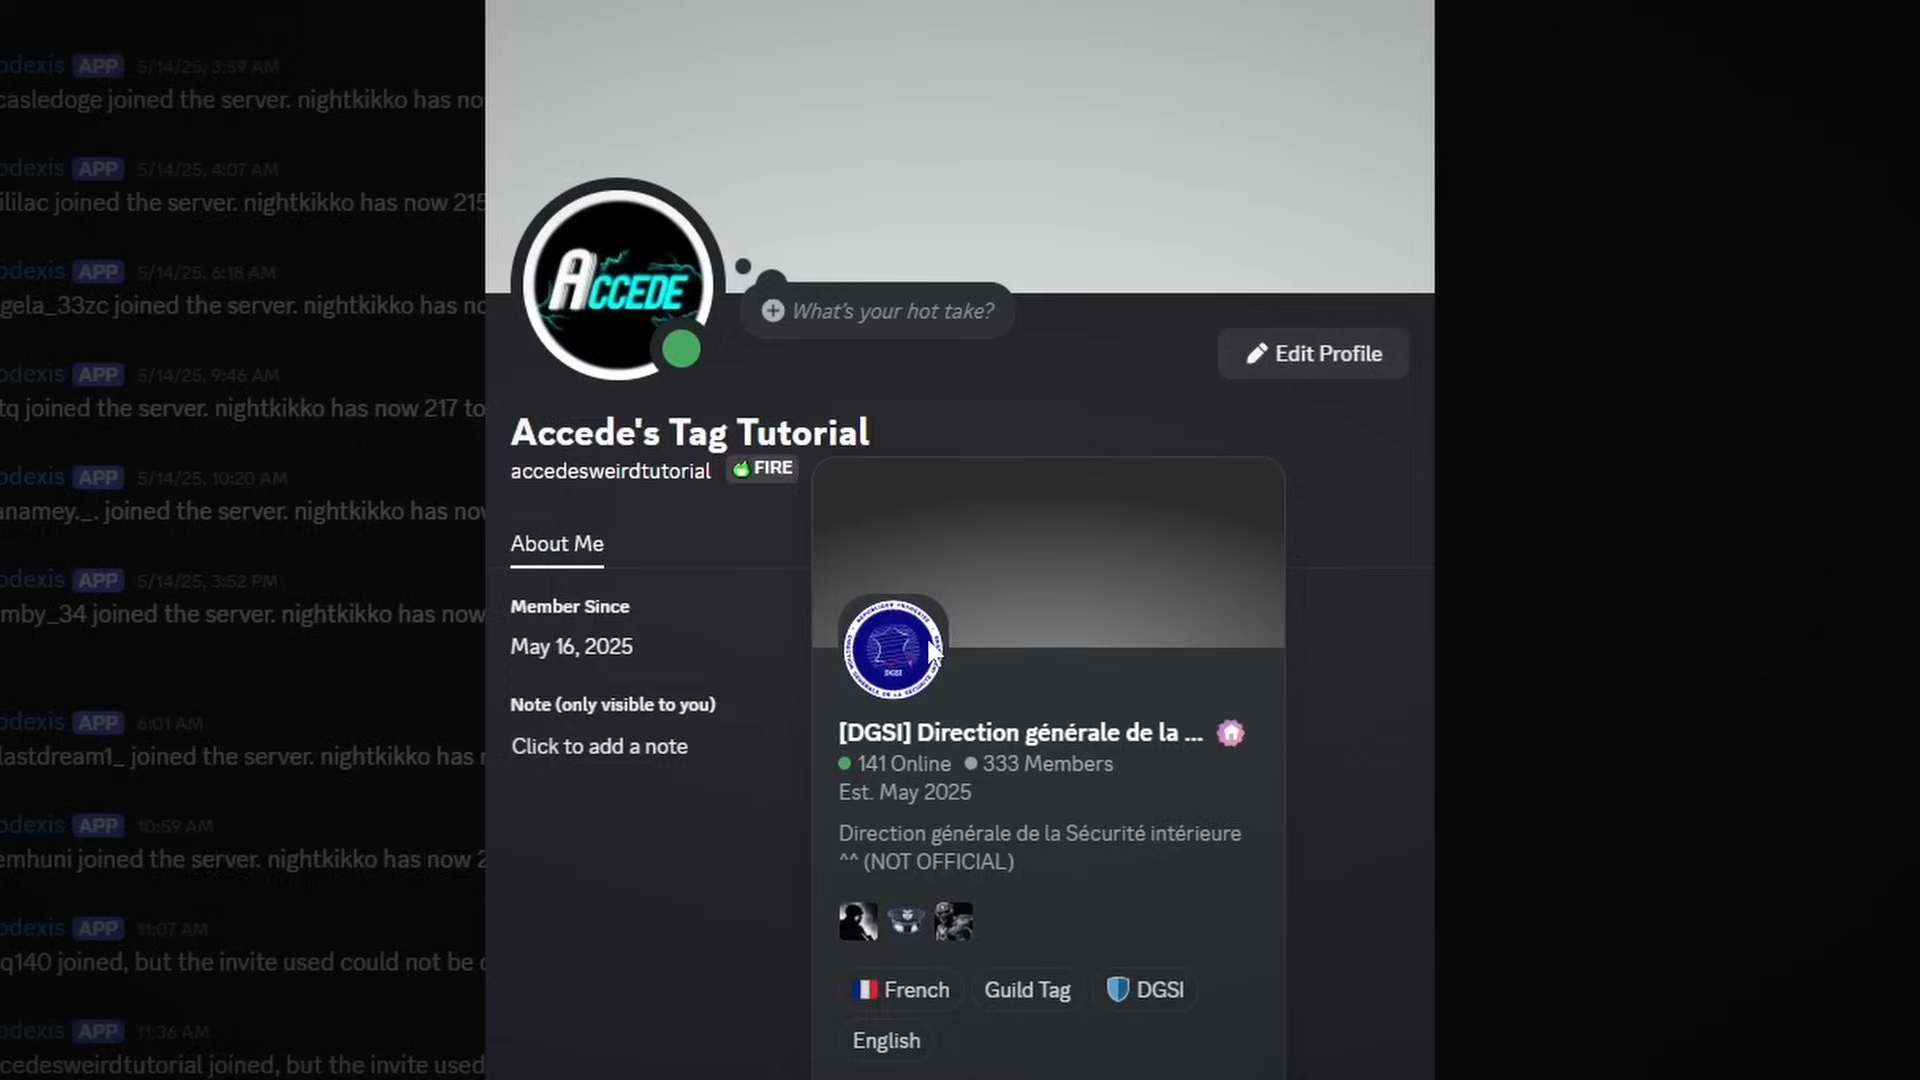 odexis APP 5/14/25, 3:59 AM
casledoge joined the server. nightkikko has no
odexis APP 5/14/25, 4:07 AM
ililac joined the server. nightkikko has now 215
odexis APP 5/14/25, 6:18 AM
gela_33zc joined the server. nightkikko has no
odexis APP 5/14/25, 9:46 AM
tq joined the server. nightkikko has now 217 to
odexis APP 5/14/25, 10:20 AM
anamey._. joined the server. nightkikko has now
odexis APP 5/14/25, 3:52 PM
mby_34 joined the server. nightkikko has now
odexis APP 6:01 AM
lastdream1_ joined the server. nightkikko has
odexis APP 10:59 AM
emhuni joined the server. nightkikko has now 2
odexis APP 11:07 AM
q140 joined, but the invite used could not be
odexis APP 11:36 AM
ccedesweirdtutorial joined, but the invite used
ACCEDE
What's your hot take?
Edit Profile
Accede's Tag Tutorial
accedesweirdtutorial FIRE
About Me
Member Since
May 16, 2025
Note (only visible to you)
Click to add a note
DGSI
[DGSI] Direction générale de la ...
141 Online 333 Members
Est. May 2025
Direction générale de la Sécurité intérieure
^^ (NOT OFFICIAL)
French Guild Tag DGSI
English